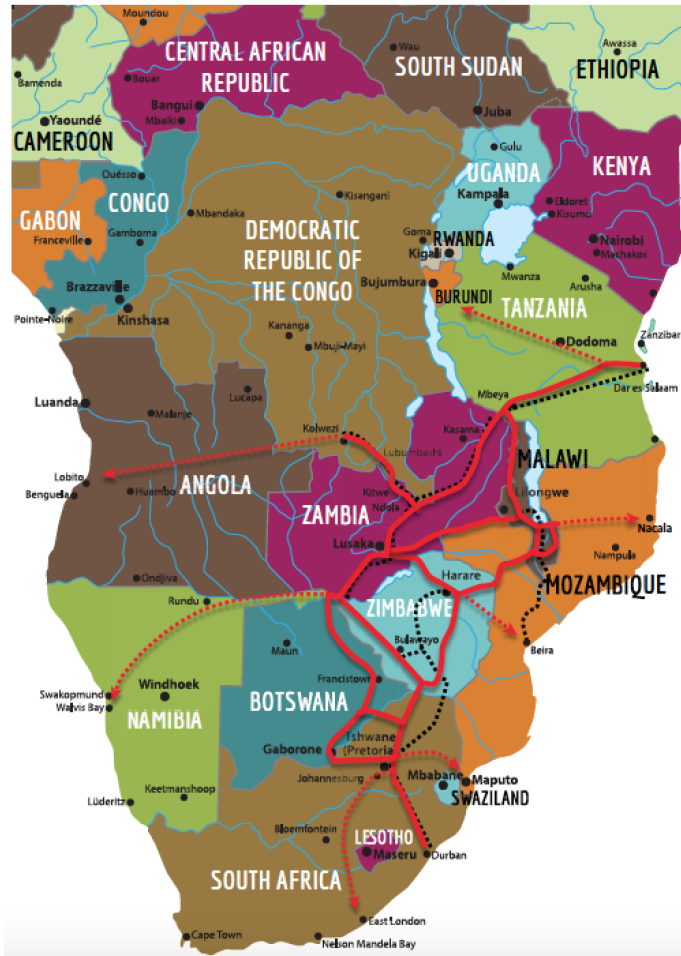 Moundou
Wau
Awassa
CENTRAL AFRICAN
REPUBLIC
SOUTH SUDAN
ETHIOPIA
Bamenda
Bouar
Bangui
Mbaiki
Juba
Yaoundé
CAMEROON
Gulu
UGANDA
KENYA
Ouésso
CONGO
Kisangani
Kampala
Eldoret
Kisumu
GABON
Franceville
Gamboma
Mbandaka
DEMOCRATIC
REPUBLIC OF
THE CONGO
Goma
RWANDA
Kigali
Nairobi
Machakos
Mwanza
Arusha
Brazzaville
Bujumbura
BURUNDI
TANZANIA
Pointe-Noire
Kinshasa
Kananga
Mbuji-Mayi
Dodoma
Zanzibar
Dar es Salaam
Luanda
Malanje
Lucapa
Mbeya
Kolwezi
Kasama
Lubumbashi
MALAWI
Lobito
Benguela
Huambo
ANGOLA
Kitwe
Ndola
ZAMBIA
Lilongwe
Nacala
Lusaka
Nampula
Ondjiva
Harare
MOZAMBIQUE
Rundu
ZIMBABWE
Maun
Bulawayo
Beira
Swakopmund
Walvis Bay
Windhoek
NAMIBIA
BOTSWANA
Francistown
Gaborone
Tshwane
(Pretoria)
Johannesburg
Mbabane
Maputo
SWAZILAND
Lüderitz
Keetmanshoop
Bloemfontein
LESOTHO
Maseru
Durban
SOUTH AFRICA
East London
Cape Town
Nelson Mandela Bay